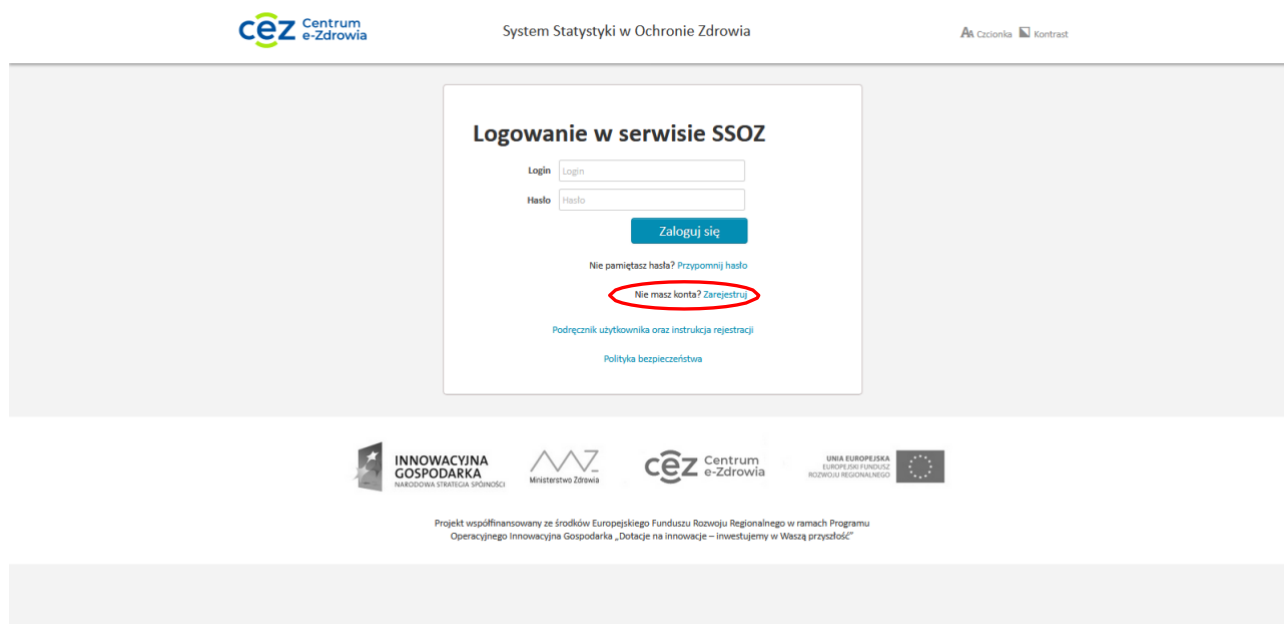 cez Centrum
e-Zdrowia
System Statystyki w Ochronie Zdrowia
AA Czcionka Kontrast
Logowanie w serwisie SSOZ
Login Login
Hasło Hasło
Zaloguj się
Nie pamiętasz hasła? Przypomnij hasło
Nie masz konta? Zarejestruj
Podręcznik użytkownika oraz instrukcja rejestracji
Polityka bezpieczeństwa
INNOWACYJNA
GOSPODARKA
NARODOWA STRATEGIA SPÓJNOŚCI
Ministerstwo Zdrowia
cez Centrum
e-Zdrowia
UNIA EUROPEJSKA
EUROPEJSKI FUNDUSZ
ROZWOJU REGIONALNEGO
Projekt współfinansowany ze środków Europejskiego Funduszu Rozwoju Regionalnego w ramach Programu
Operacyjnego Innowacyjna Gospodarka „Dotacje na innowacje – inwestujemy w Waszą przyszłość”